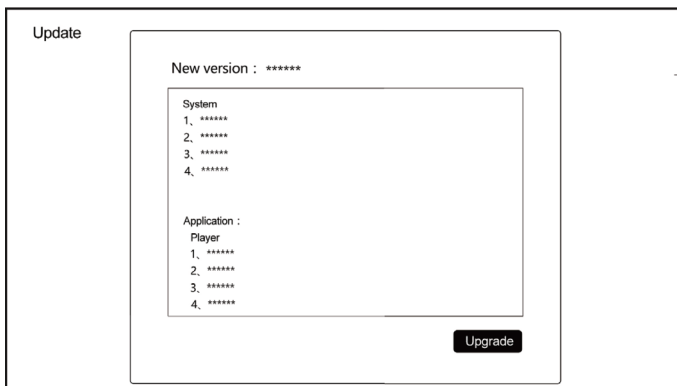 Update
New version： ******
System
1、******
2、******
3、******
4、******
Application：
Player
1、******
2、******
3、******
4、******
Upgrade